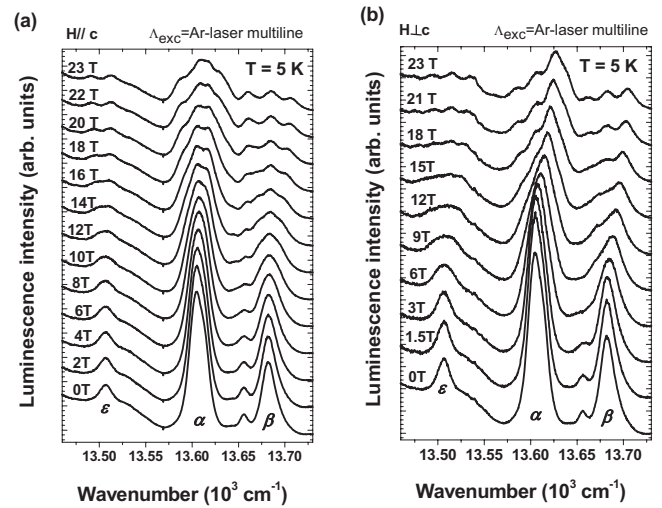 (a)
H// c
Λexc=Ar-laser multiline
T = 5 K
23 T
22 T
20 T
18 T
16 T
14T
12T
10T
8T
6T
4T
2T
0T
ε
α
β
Luminescence intensity (arb. units)
13.50
13.55
13.60
13.65
13.70
Wavenumber (10³ cm⁻¹)
(b)
H⊥c
Λexc=Ar-laser multiline
T = 5 K
23 T
21 T
18 T
15T
12T
9T
6T
3T
1.5T
0T
ε
α
β
Luminescence intensity (arb. units)
13.50
13.55
13.60
13.65
13.70
Wavenumber (10³ cm⁻¹)